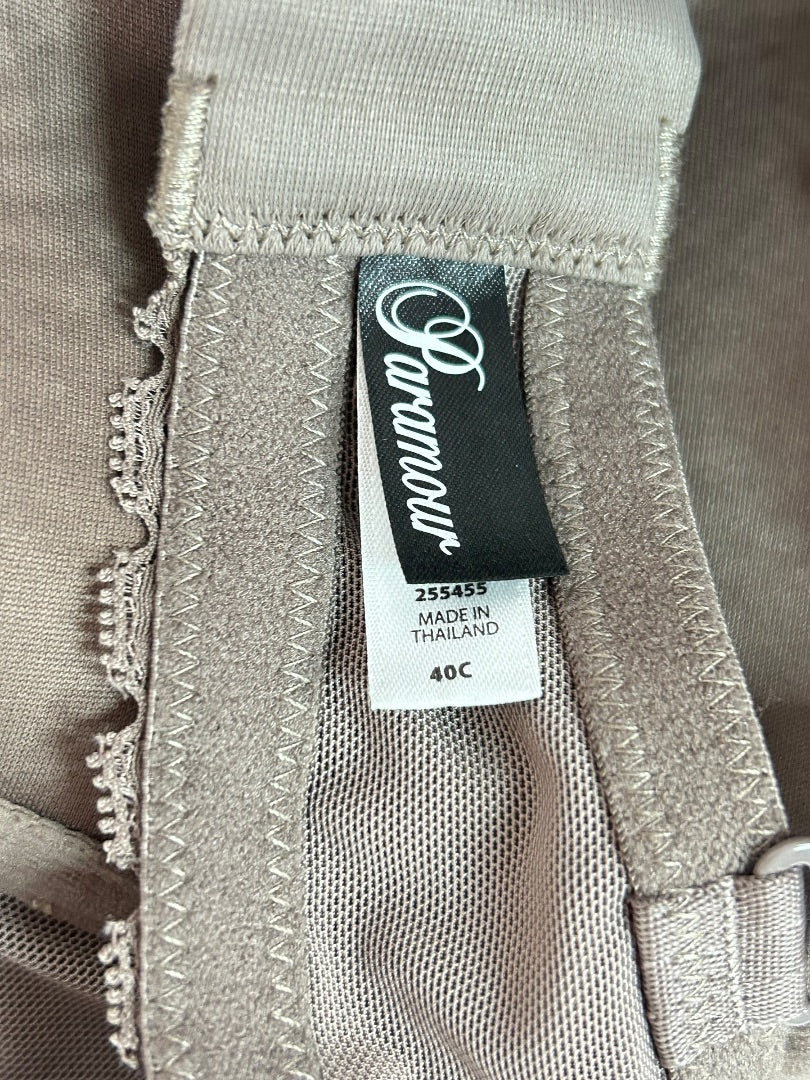 Paramour
255455
MADE IN
THAILAND
40C